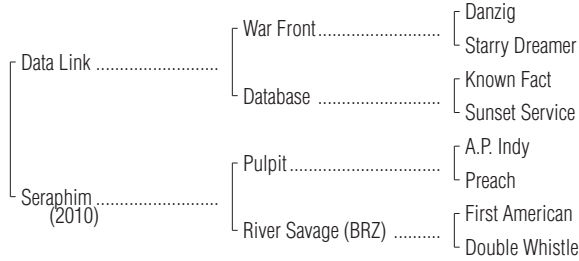 Danzig
War Front..............................
Starry Dreamer
Data Link ..........................
Known Fact
Database ..........................
Sunset Service
A.P. Indy
Pulpit....................................
Preach
Seraphim ..........................
(2010)
First American
River Savage (BRZ) ..........
Double Whistle